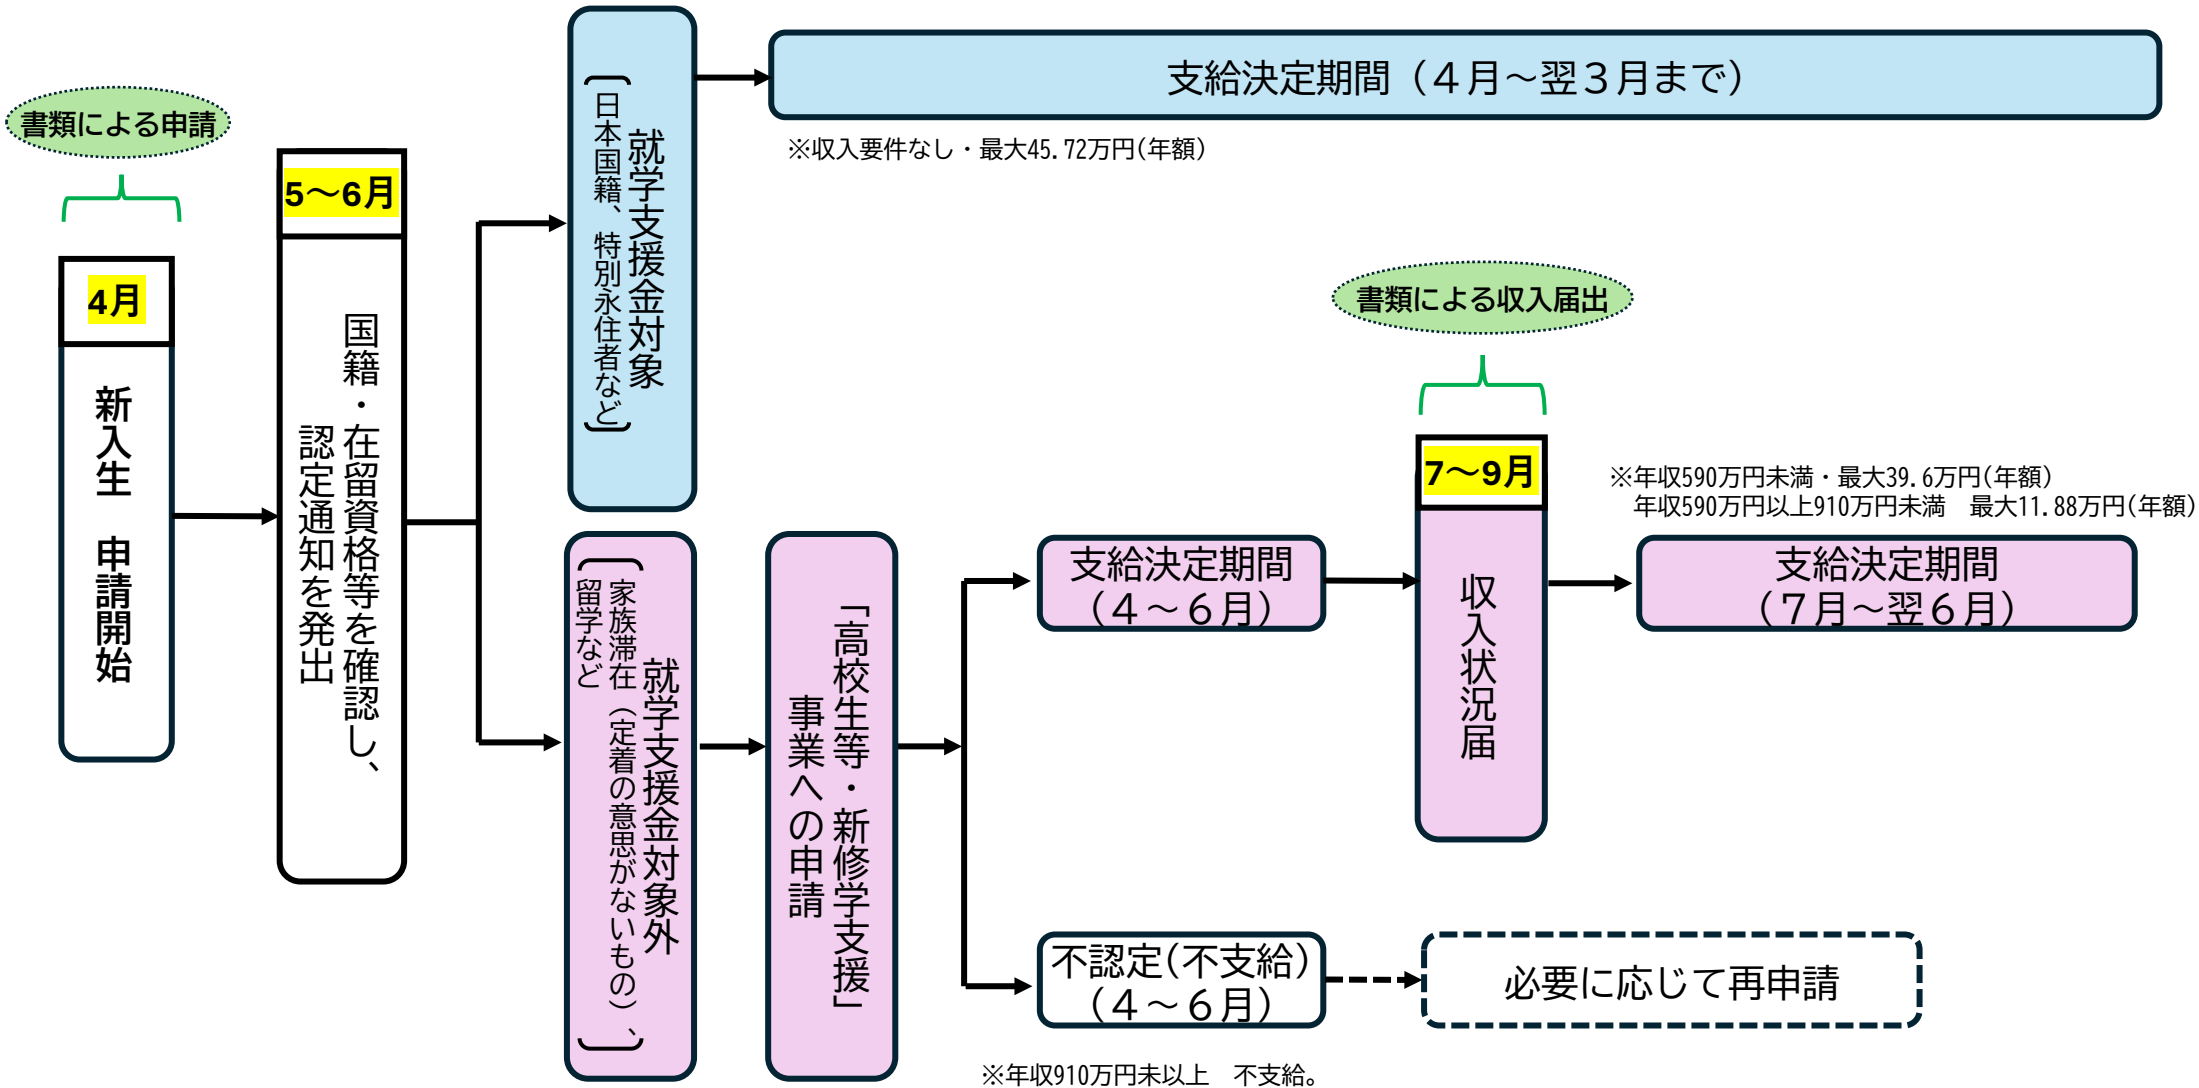 書類による申請
4月
新入生　申請開始
5～6月
国籍・在留資格等を確認し、
認定通知を発出
就学支援金対象
日本国籍、特別永住者など
支給決定期間（４月～翌３月まで）
※収入要件なし・最大45.72万円(年額)
就学支援金対象外
家族滞在（定着の意思がないもの）、
留学など
「高校生等・新修学支援」
事業への申請
支給決定期間
（４～６月）
書類による収入届出
7～9月
収入状況届
※年収590万円未満・最大39.6万円(年額)
年収590万円以上910万円未満　最大11.88万円(年額)
支給決定期間
（７月～翌６月）
不認定(不支給)
（４～６月）
必要に応じて再申請
※年収910万円未以上　不支給。